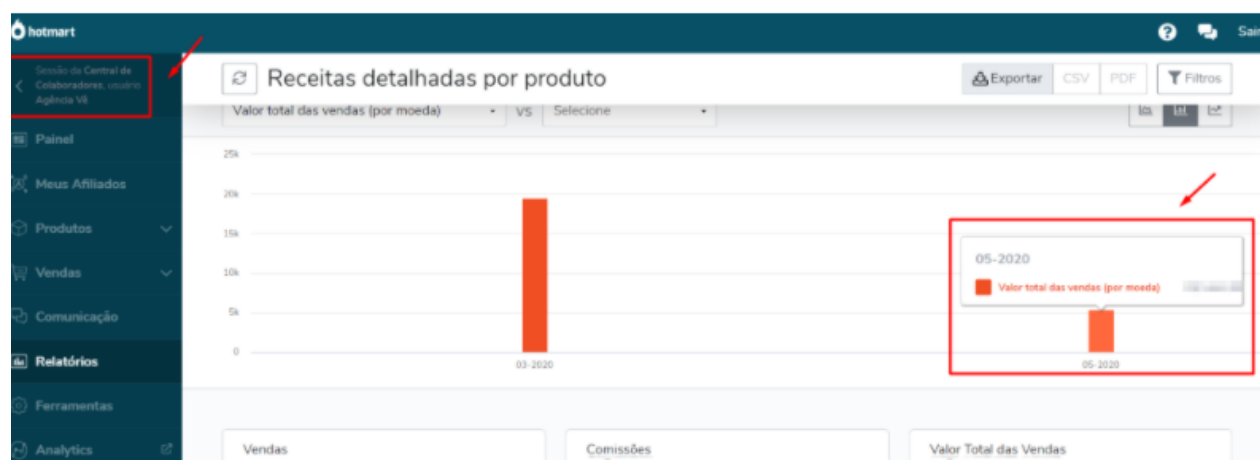 hotmart
Sair
Sessão da Central de
Colaboradores, usuário
Agência Vš
Receitas detalhadas por produto
Exportar
CSV
PDF
Filtros
Valor total das vendas (por moeda)
VS
Selecione
Painel
Meus Afiliados
Produtos
Vendas
Comunicação
Relatórios
Ferramentas
Analytics
25k
20k
15k
10k
5k
0
03-2020
05-2020
05-2020
Valor total das vendas (por moeda)
Vendas
Comissões
Valor Total das Vendas